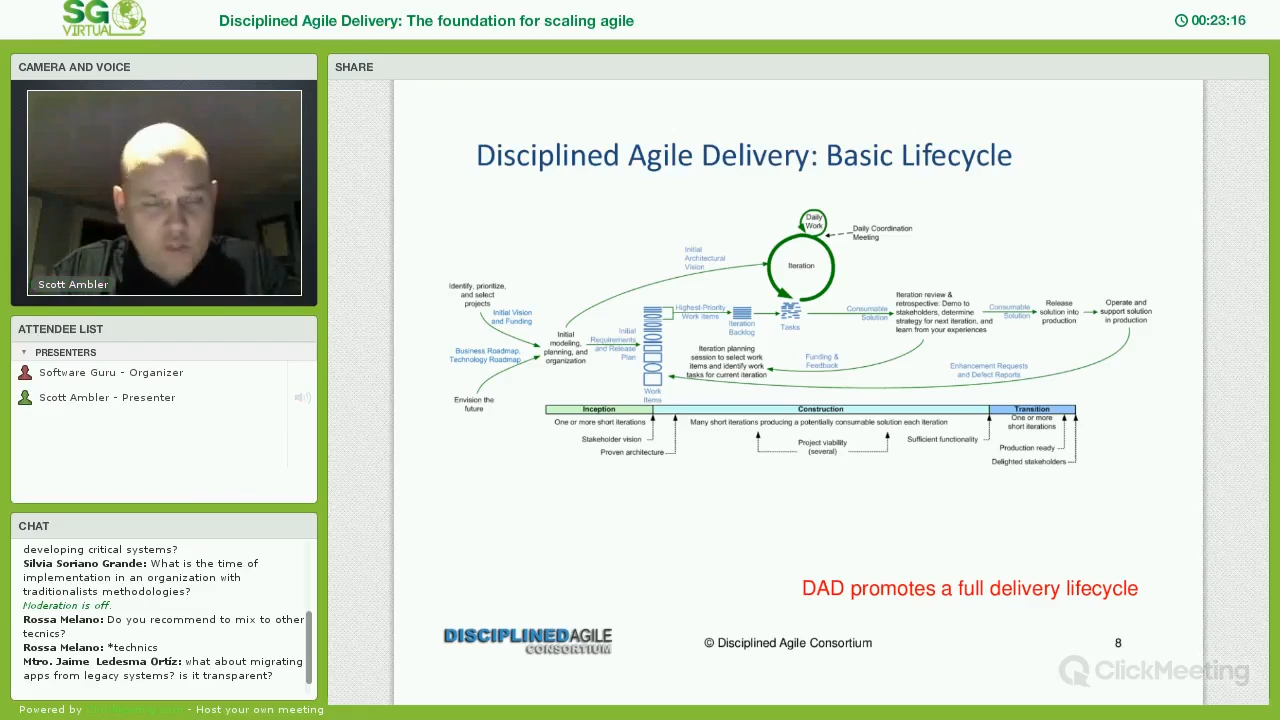 SG
VIRTUAL
Disciplined Agile Delivery: The foundation for scaling agile
00:23:16
CAMERA AND VOICE
Scott Ambler
ATTENDEE LIST
PRESENTERS
Software Guru - Organizer
Scott Ambler - Presenter
CHAT
developing critical systems?
Silvia Soriano Grande: What is the time of
implementation in an organization with
traditionalists methodologies?
Moderation is off.
Rossa Melano: Do you recommend to mix to other
tecnics?
Rossa Melano: *technics
Mtro. Jaime Ledesma Ortíz: what about migrating
apps from legacy systems? is it transparent?
Powered by ClickMeeting.com - Host your own meeting
SHARE
Disciplined Agile Delivery: Basic Lifecycle
Daily
Work
Daily Coordination
Meeting
Iteration
Initial
Architectural
Vision
Identify, prioritize,
and select
projects
Initial Vision
and Funding
Business Roadmap,
Technology Roadmap
Envision the
future
Initial
modeling,
planning, and
organization
Initial
Requirements
and Release
Plan
Work
Items
Highest-Priority
Work Items
Iteration
Backlog
Tasks
Iteration planning
session to select work
items and identify work
tasks for current iteration
Consumable
Solution
Iteration review &
retrospective: Demo to
stakeholders, determine
strategy for next iteration, and
learn from your experiences
Funding &
Feedback
Consumable
Solution
Release
solution into
production
Operate and
support solution
in production
Enhancement Requests
and Defect Reports
Inception
Construction
Transition
One or more short iterations
Many short iterations producing a potentially consumable solution each iteration
One or more
short iterations
Stakeholder vision
Proven architecture
Project viability
(several)
Sufficient functionality
Production ready
Delighted stakeholders
DAD promotes a full delivery lifecycle
DISCIPLINEDAGILE
CONSORTIUM
© Disciplined Agile Consortium
8
ClickMeeting